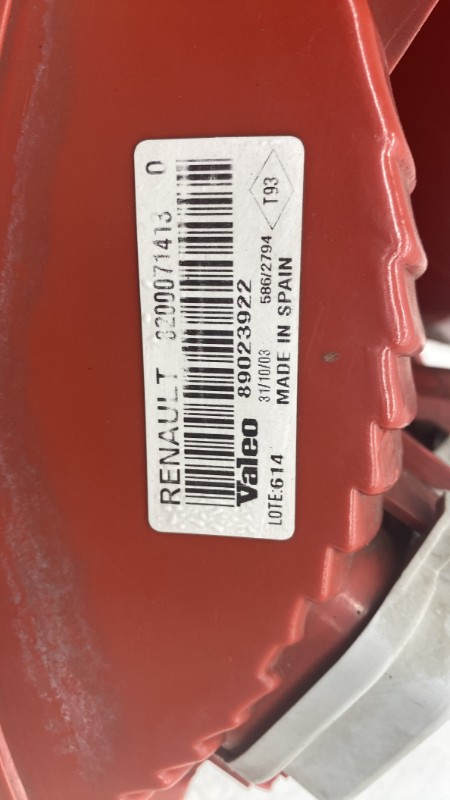 RENAULT 8200071413 0
Valeo 89023922
LOTE:614 31/10/03 586/2794 T93
MADE IN SPAIN